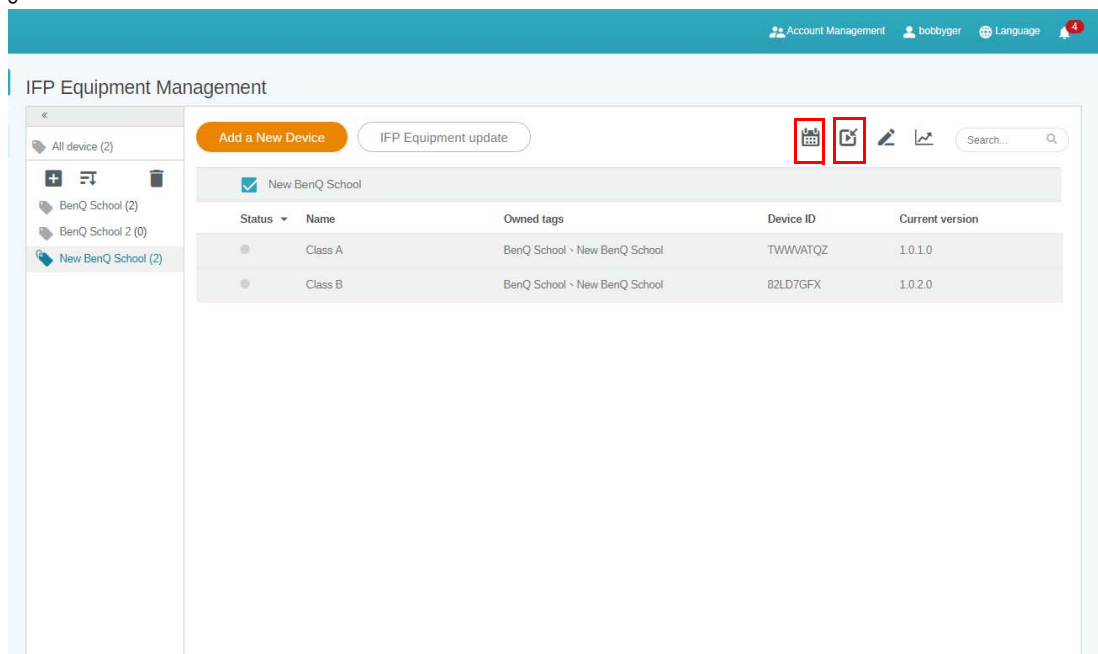 Account Management bobbyger Language 4
IFP Equipment Management
«
All device (2)
BenQ School (2)
BenQ School 2 (0)
New BenQ School (2)
Add a New Device IFP Equipment update Search...
New BenQ School
Status Name Owned tags Device ID Current version
Class A BenQ School、New BenQ School TWWVATQZ 1.0.1.0
Class B BenQ School、New BenQ School 82LD7GFX 1.0.2.0